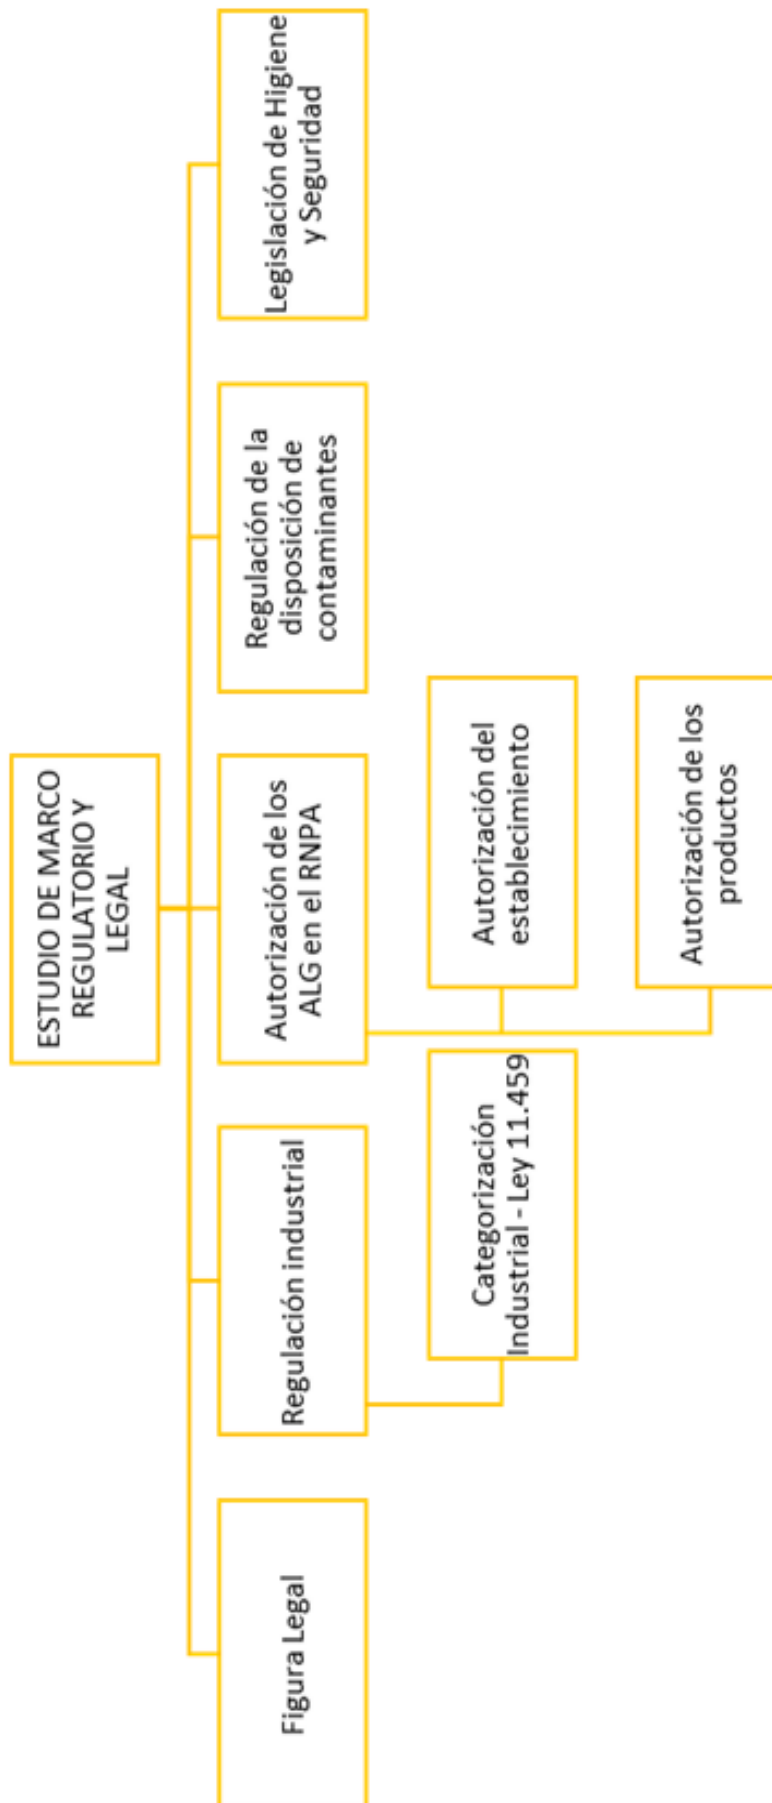 ESTUDIO DE MARCO
REGULATORIO Y
LEGAL
Figura Legal
Regulación industrial
Categorización
Industrial - Ley 11.459
Autorización de los
ALG en el RNPA
Autorización del
establecimiento
Autorización de los
productos
Regulación de la
disposición de
contaminantes
Legislación de Higiene
y Seguridad